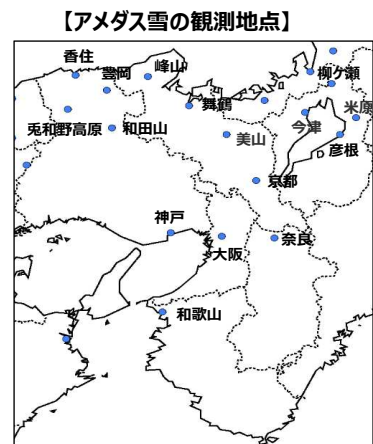 【アメダス雪の観測地点】
香住
豊岡
峰山
柳ケ瀬
舞鶴
米原
兎和野高原
和田山
今津
美山
彦根
京都
神戸
大阪
奈良
和歌山